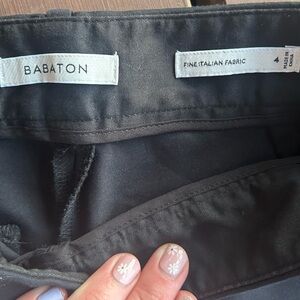 BABATON
FINE ITALIAN FABRIC
4
MADE IN
CHINA